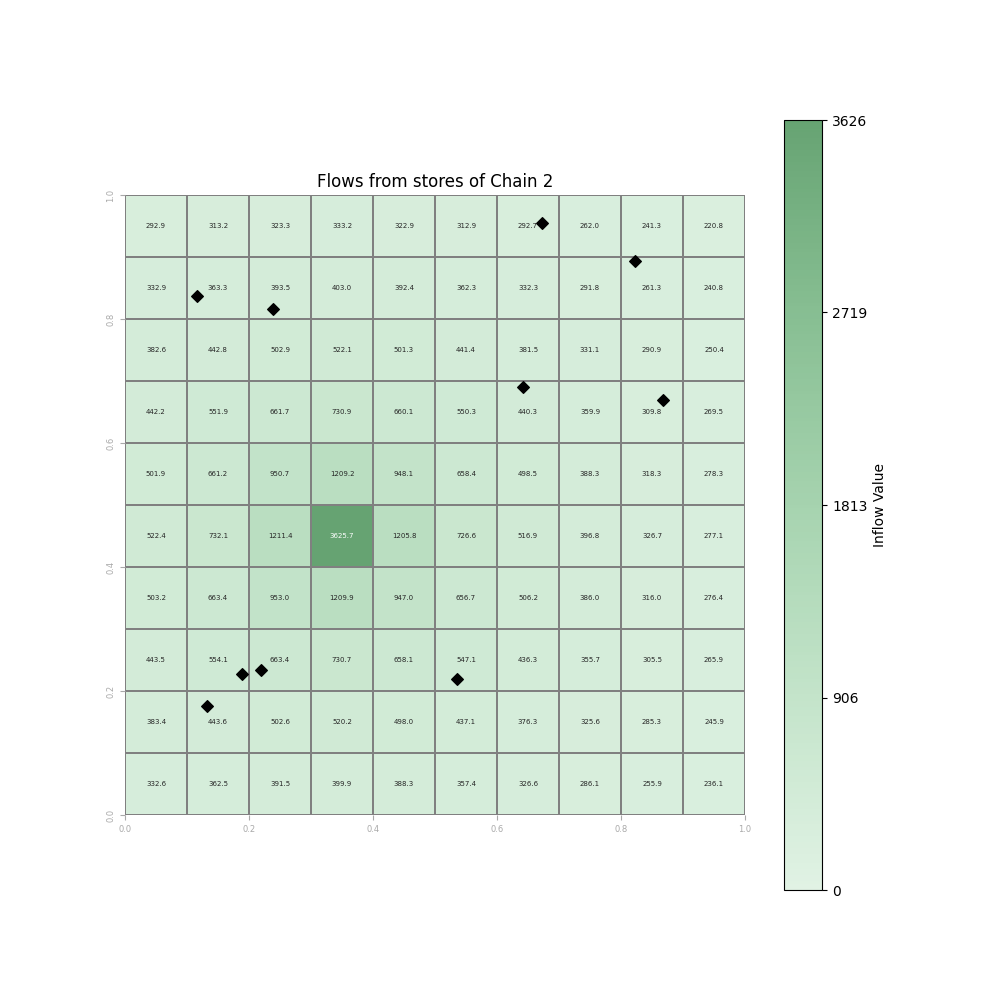 Flows from stores of Chain 2
3626
1.0
292.9 313.2 323.3 333.2 322.9 312.9 292.7 262.0 241.3 220.8
332.9 363.3 393.5 403.0 392.4 362.3 332.3 291.8 261.3 240.8
0.8
2719
382.6 442.8 502.9 522.1 501.3 441.4 381.5 331.1 290.9 250.4
442.2 551.9 661.7 730.9 660.1 550.3 440.3 359.9 309.8 269.5
0.6
501.9 661.2 950.7 1209.2 948.1 658.4 498.5 388.3 318.3 278.3
1813
Inflow Value
522.4 732.1 1211.4 3625.7 1205.8 726.6 516.9 396.8 326.7 277.1
0.4
503.2 663.4 953.0 1209.9 947.0 656.7 506.2 386.0 316.0 276.4
443.5 554.1 663.4 730.7 658.1 547.1 436.3 355.7 305.5 265.9
0.2
906
383.4 443.6 502.6 520.2 498.0 437.1 376.3 325.6 285.3 245.9
332.6 362.5 391.5 399.9 388.3 357.4 326.6 286.1 255.9 236.1
0.0
0.0 0.2 0.4 0.6 0.8 1.0
0